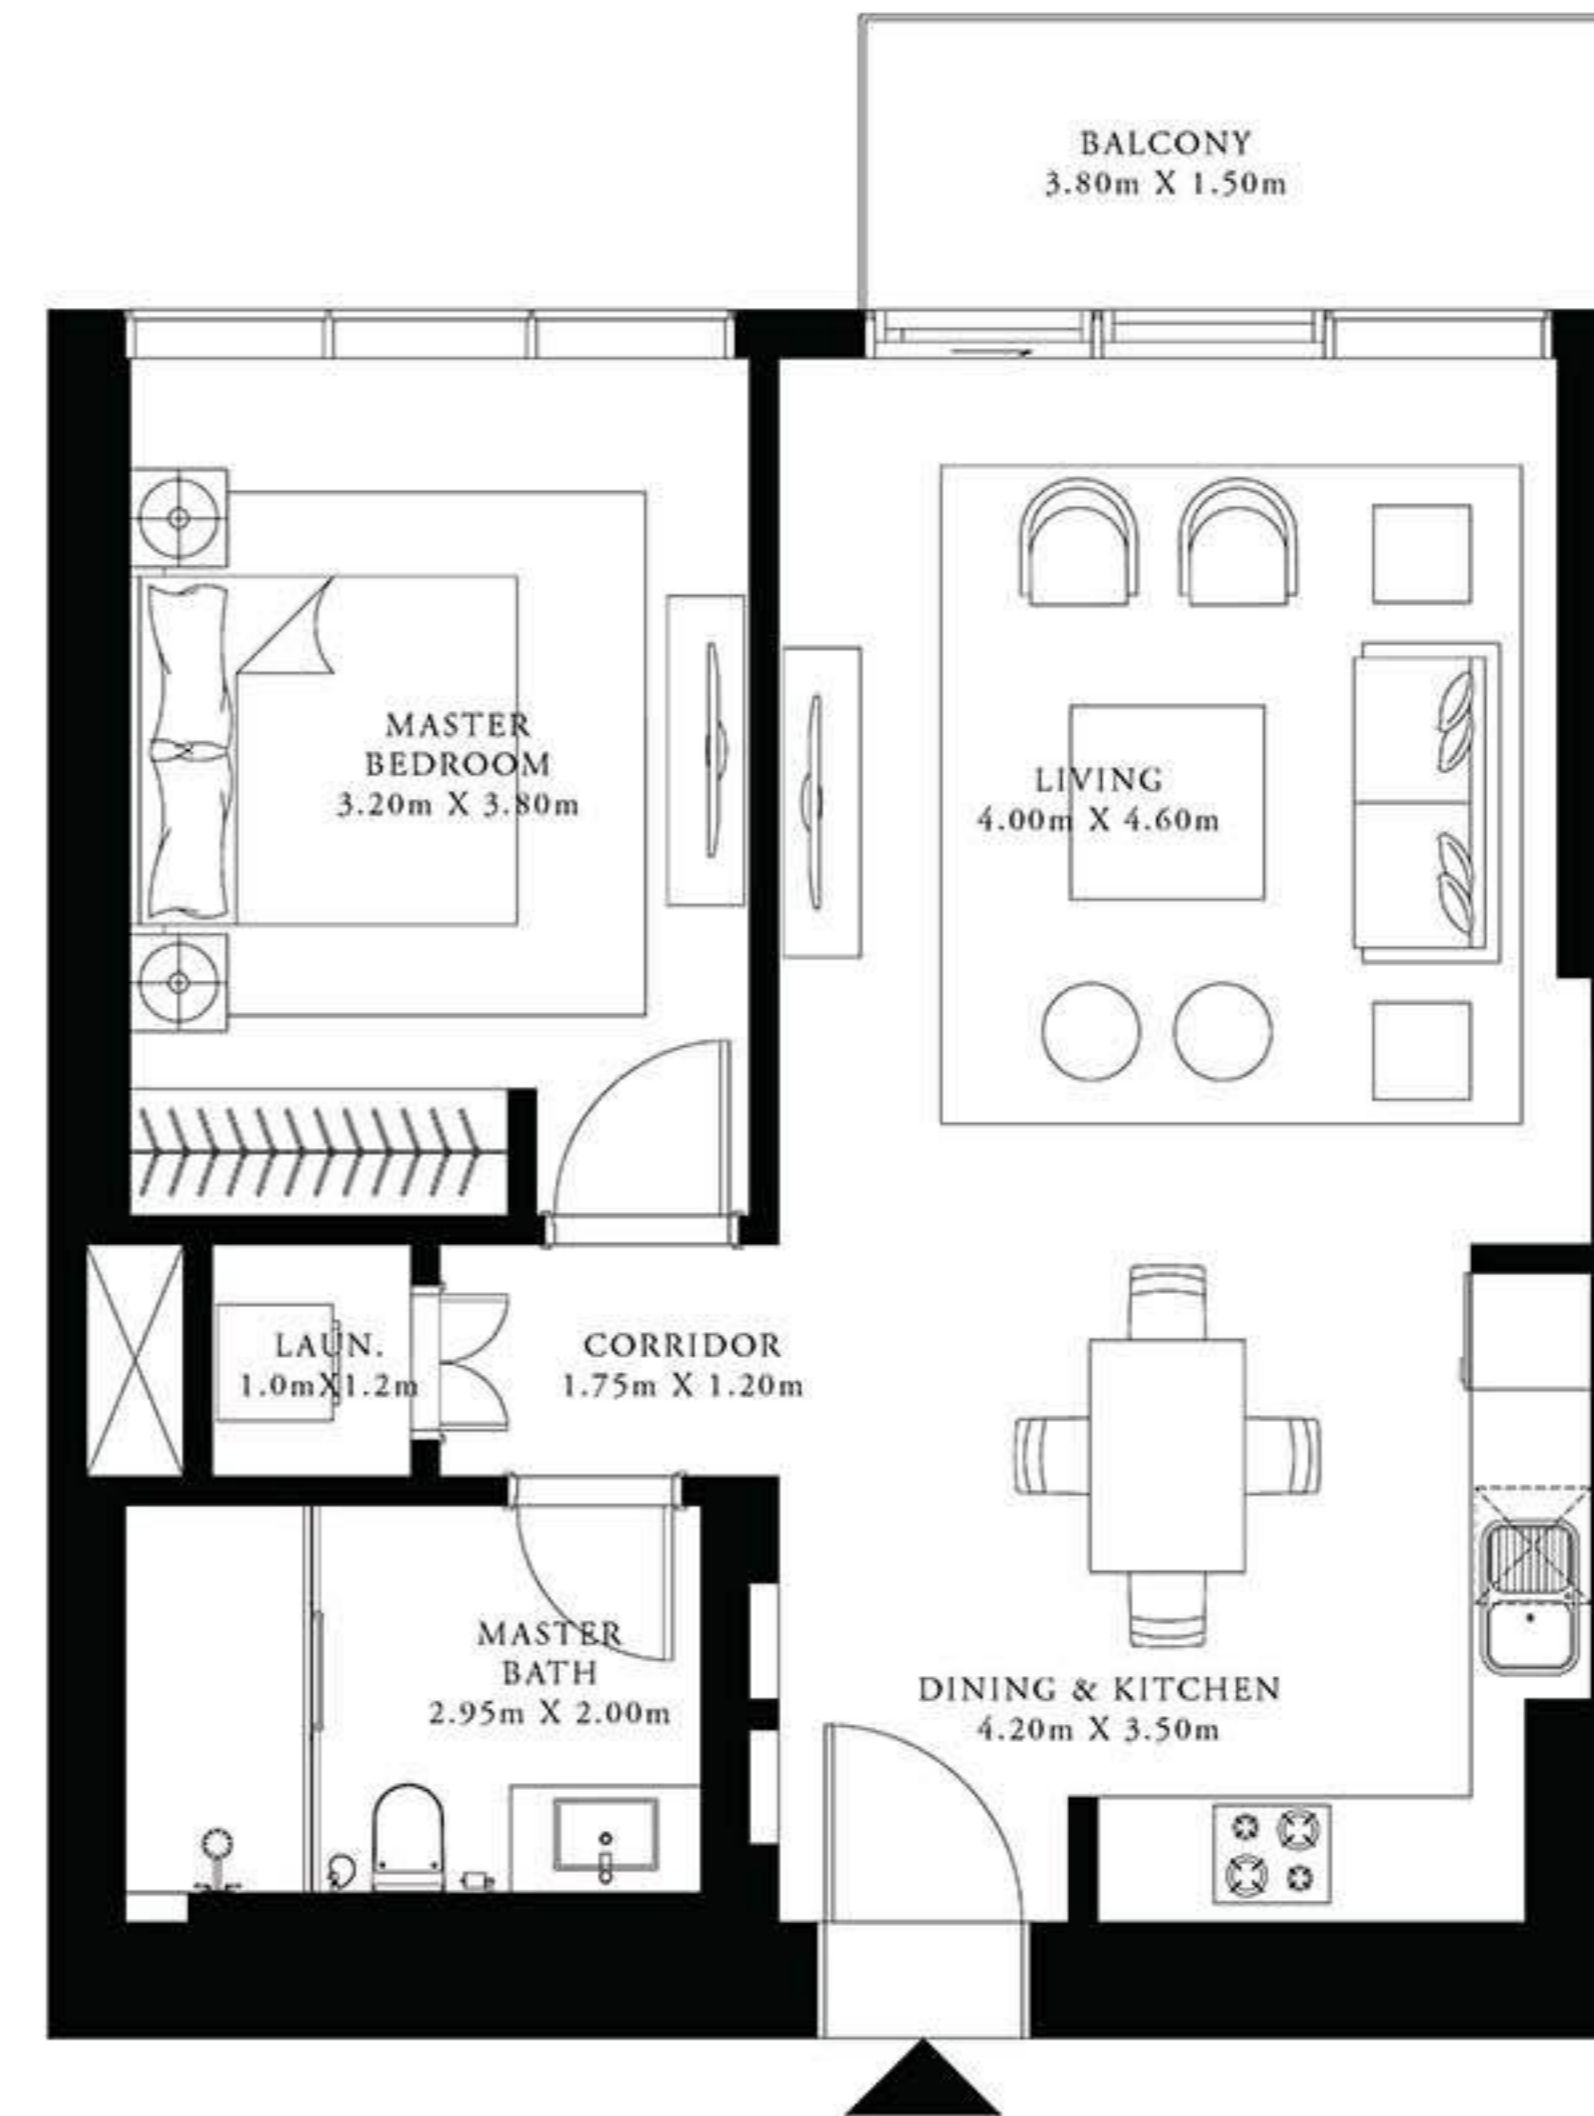 BALCONY
3.80m X 1.50m
MASTER
BEDROOM
3.20m X 3.80m
LIVING
4.00m X 4.60m
LAUN.
1.0mX1.2m
CORRIDOR
1.75m X 1.20m
MASTER
BATH
2.95m X 2.00m
DINING & KITCHEN
4.20m X 3.50m